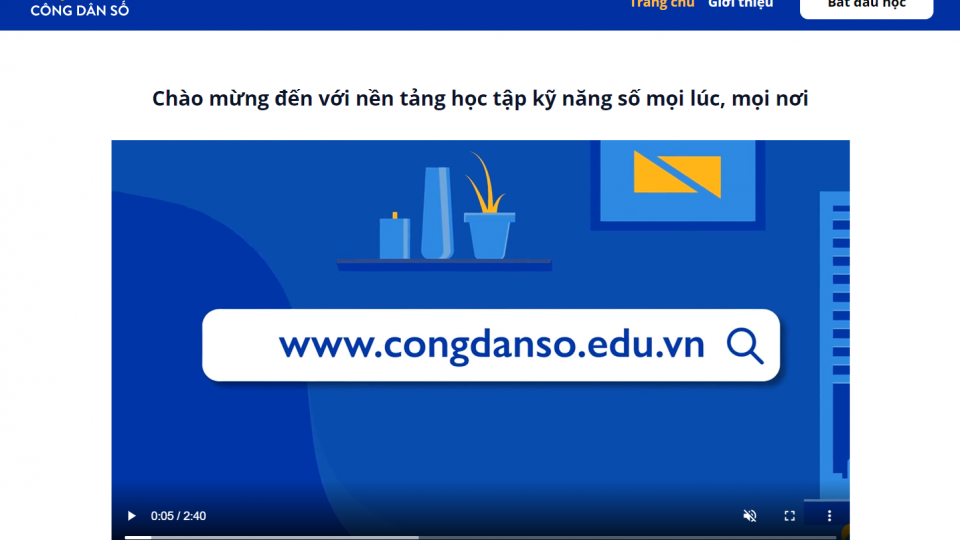 CÔNG DÂN SỐ
Trang chủ Giới thiệu Bắt đầu học
Chào mừng đến với nền tảng học tập kỹ năng số mọi lúc, mọi nơi
www.congdanso.edu.vn
0:05 / 2:40